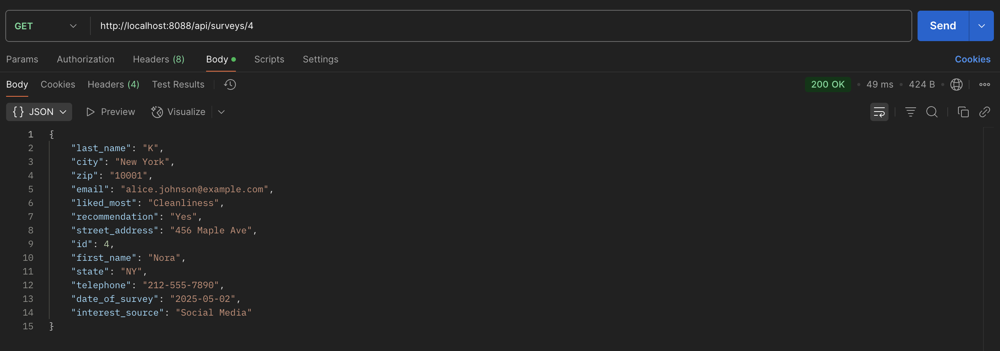 GET http://localhost:8088/api/surveys/4 Send
Params Authorization Headers (8) Body Scripts Settings Cookies
Body Cookies Headers (4) Test Results 200 OK • 49 ms • 424 B •
{} JSON Preview Visualize
1 {
2 "last_name": "K",
3 "city": "New York",
4 "zip": "10001",
5 "email": "alice.johnson@example.com",
6 "liked_most": "Cleanliness",
7 "recommendation": "Yes",
8 "street_address": "456 Maple Ave",
9 "id": 4,
10 "first_name": "Nora",
11 "state": "NY",
12 "telephone": "212-555-7890",
13 "date_of_survey": "2025-05-02",
14 "interest_source": "Social Media"
15 }